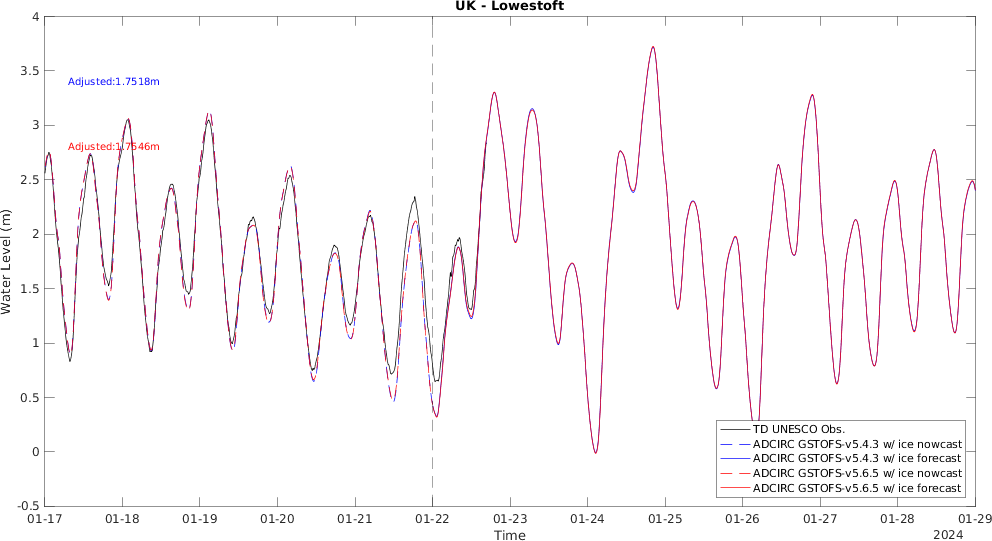 UK - Lowestoft
4
3.5
3
2.5
2
1.5
1
0.5
0
-0.5
Water Level (m)
Adjusted:1.7518m
Adjusted:1.7546m
TD UNESCO Obs.
ADCIRC GSTOFS-v5.4.3 w/ ice nowcast
ADCIRC GSTOFS-v5.4.3 w/ ice forecast
ADCIRC GSTOFS-v5.6.5 w/ ice nowcast
ADCIRC GSTOFS-v5.6.5 w/ ice forecast
01-17 01-18 01-19 01-20 01-21 01-22 01-23 01-24 01-25 01-26 01-27 01-28 01-29
Time
2024